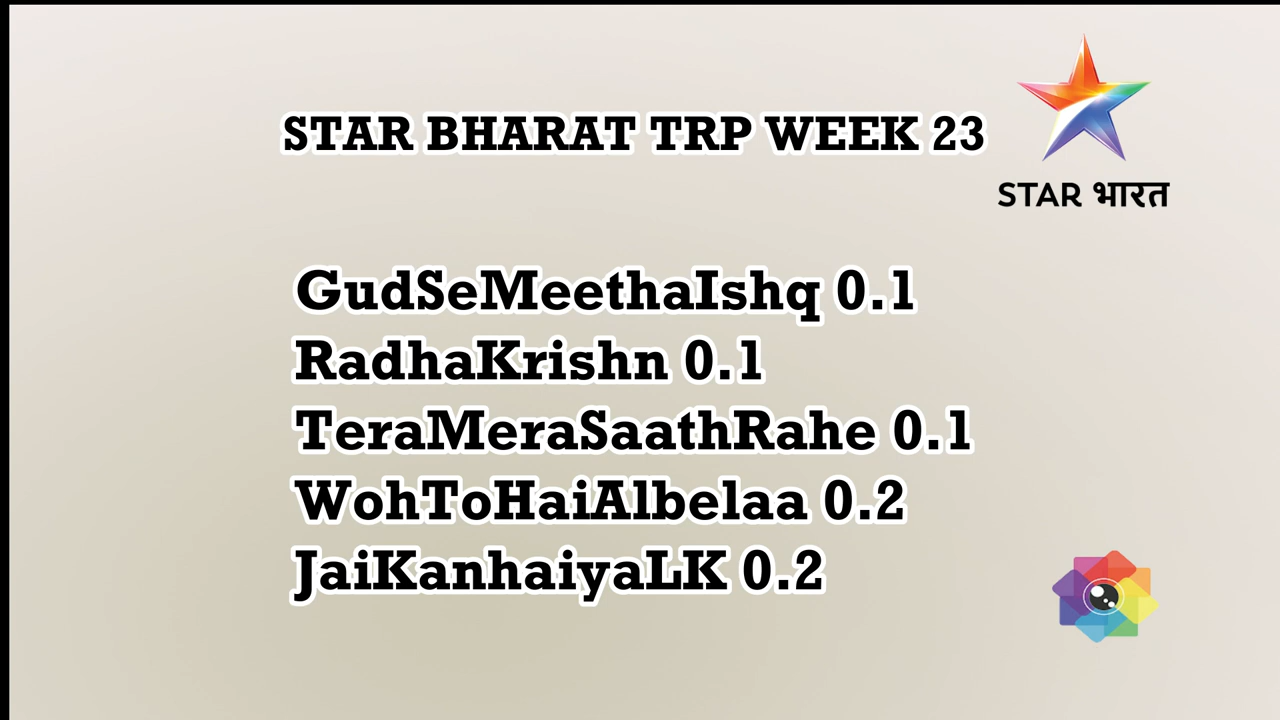 STAR BHARAT TRP WEEK 23
STAR भारत
GudSeMeethaIshq 0.1
RadhaKrishn 0.1
TeraMeraSaathRahe 0.1
WohToHaiAlbelaa 0.2
JaiKanhaiyaLK 0.2